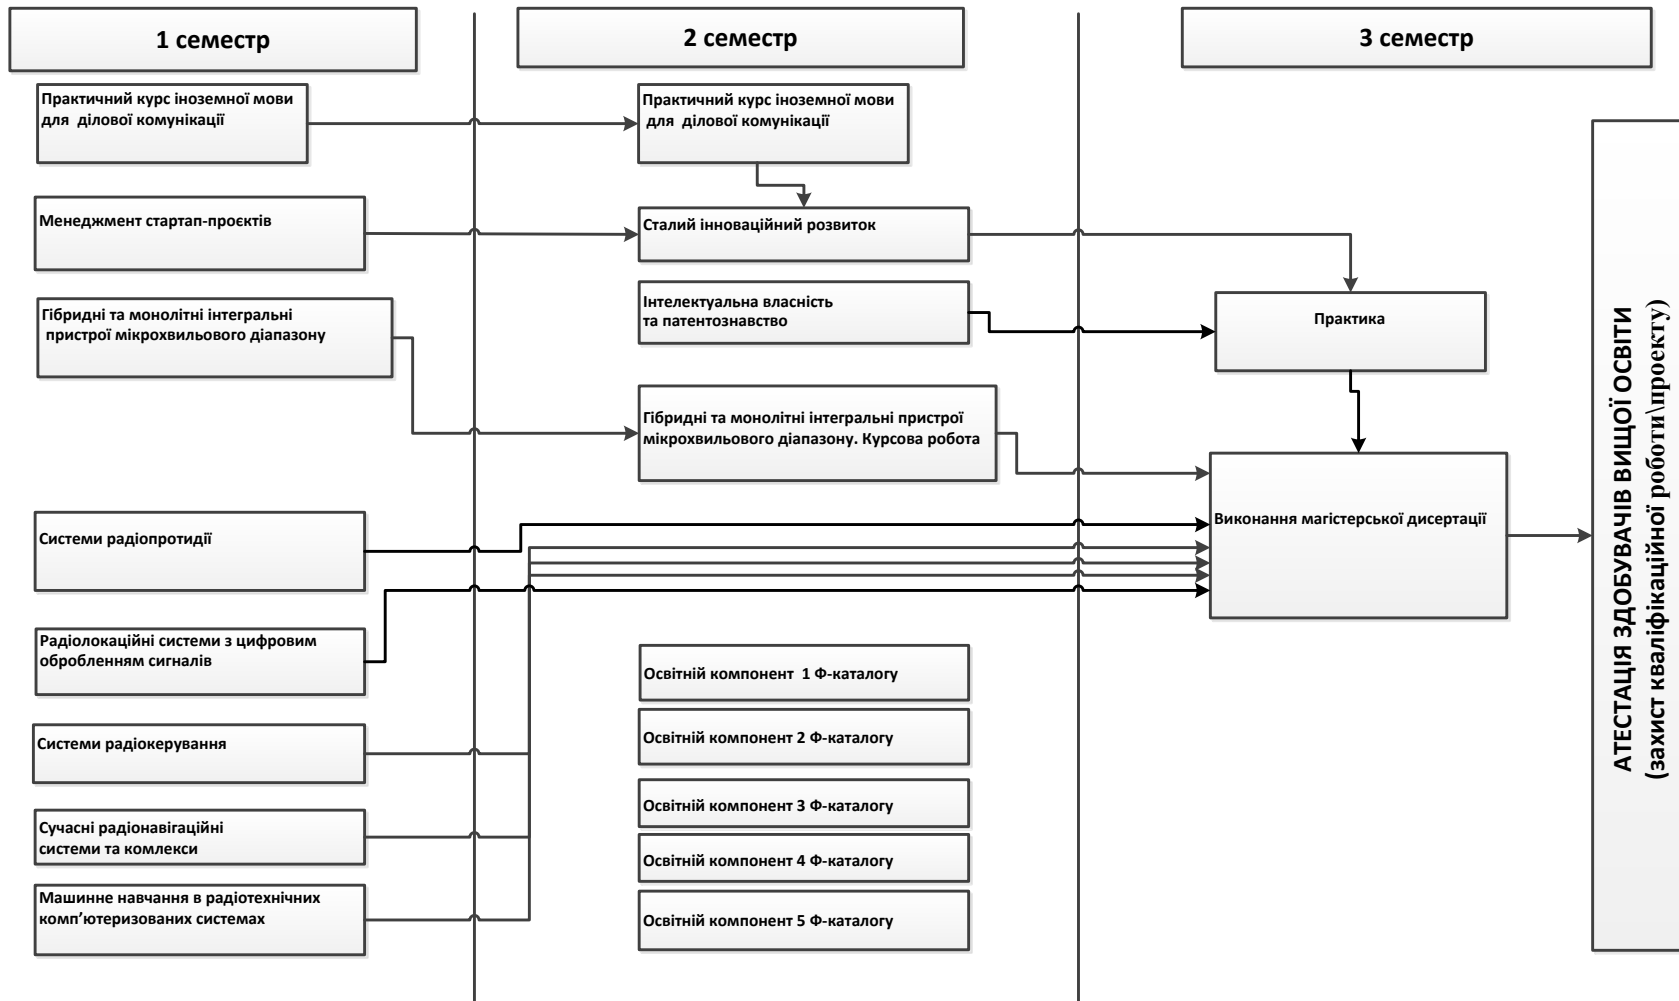 1 семестр
2 семестр
3 семестр
Практичний курс іноземної мови
для ділової комунікації
Менеджмент стартап-проєктів
Гібридні та монолітні інтегральні
пристрої мікрохвильового діапазону
Системи радіопротидії
Радіолокаційні системи з цифровим
обробленням сигналів
Системи радіокерування
Сучасні радіонавігаційні
системи та комлекси
Машинне навчання в радіотехнічних
комп’ютеризованих системах
Практичний курс іноземної мови
для ділової комунікації
Сталий інноваційний розвиток
Інтелектуальна власність
та патентознавство
Гібридні та монолітні інтегральні пристрої
мікрохвильового діапазону. Курсова робота
Освітній компонент 1 Ф-каталогу
Освітній компонент 2 Ф-каталогу
Освітній компонент 3 Ф-каталогу
Освітній компонент 4 Ф-каталогу
Освітній компонент 5 Ф-каталогу
Практика
Виконання магістерської дисертації
АТЕСТАЦІЯ ЗДОБУВАЧІВ ВИЩОЇ ОСВІТИ
(захист кваліфікаційної роботи\проекту)